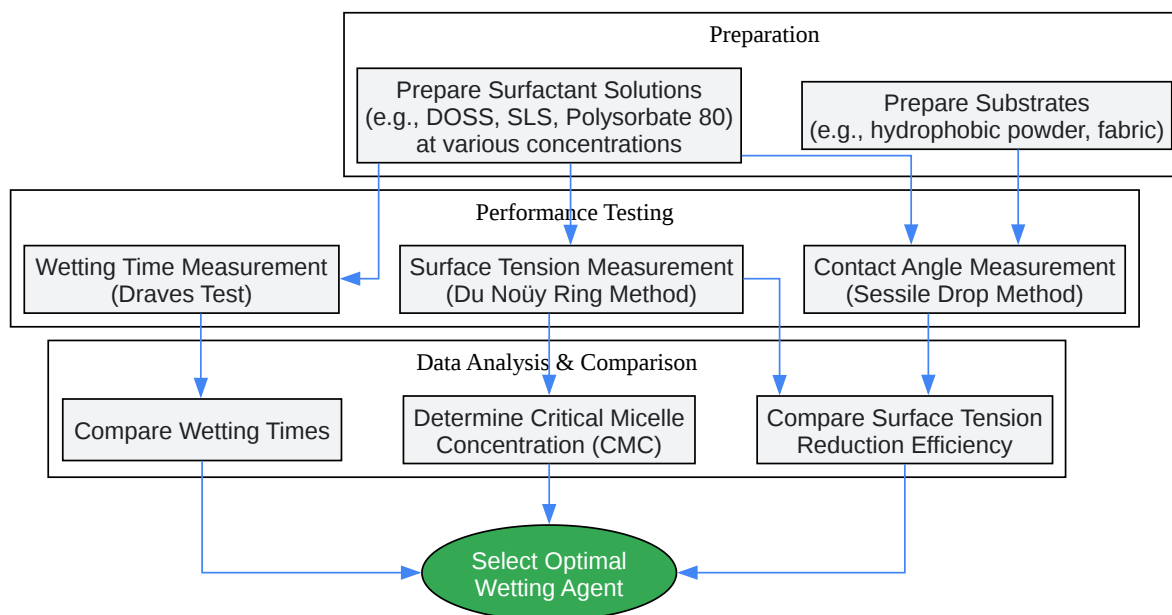 Preparation
Prepare Surfactant Solutions
(e.g., DOSS, SLS, Polysorbate 80)
at various concentrations
Prepare Substrates
(e.g., hydrophobic powder, fabric)
Performance Testing
Wetting Time Measurement
(Draves Test)
Surface Tension Measurement
(Du Noüy Ring Method)
Contact Angle Measurement
(Sessile Drop Method)
Data Analysis & Comparison
Compare Wetting Times
Determine Critical Micelle
Concentration (CMC)
Compare Surface Tension
Reduction Efficiency
Select Optimal
Wetting Agent